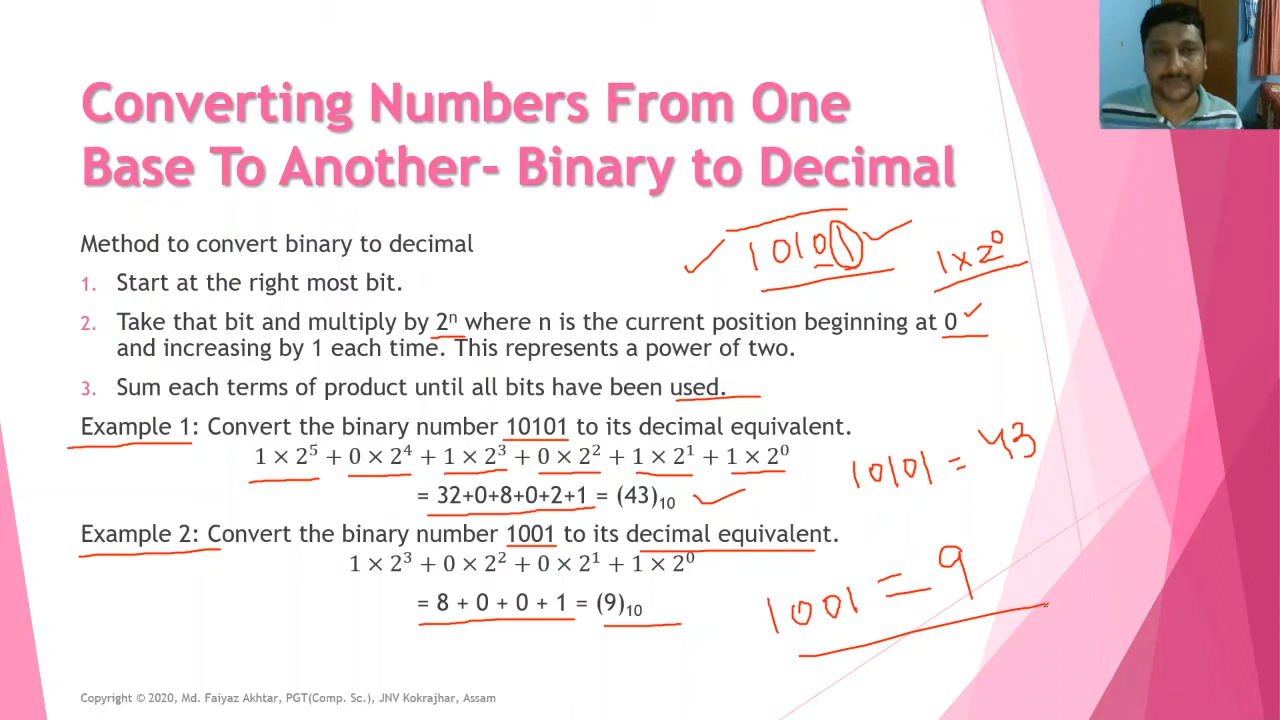 Converting Numbers From One
Base To Another- Binary to Decimal
10101
1×2⁰
Method to convert binary to decimal
1. Start at the right most bit.
2. Take that bit and multiply by 2ⁿ where n is the current position beginning at 0
and increasing by 1 each time. This represents a power of two.
3. Sum each terms of product until all bits have been used.
Example 1: Convert the binary number 10101 to its decimal equivalent.
1 × 2⁵ + 0 × 2⁴ + 1 × 2³ + 0 × 2² + 1 × 2¹ + 1 × 2⁰
10101 = 43
= 32+0+8+0+2+1 = (43)₁₀
Example 2: Convert the binary number 1001 to its decimal equivalent.
1 × 2³ + 0 × 2² + 0 × 2¹ + 1 × 2⁰
1001 = 9
= 8 + 0 + 0 + 1 = (9)₁₀
Copyright © 2020, Md. Faiyaz Akhtar, PGT(Comp. Sc.), JNV Kokrajhar, Assam